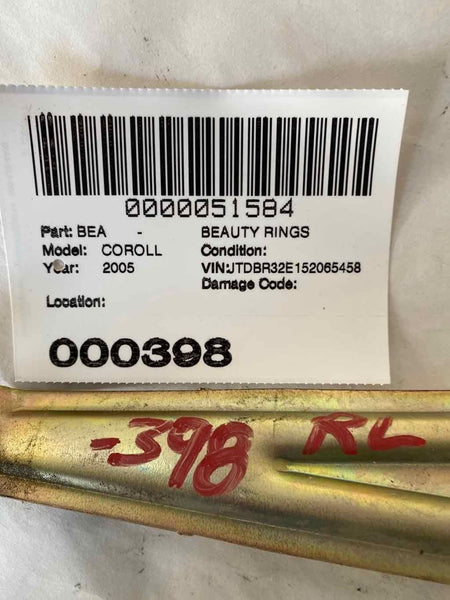 0000051584
Part: BEA - BEAUTY RINGS
Model: COROLL Condition:
Year: 2005 VIN:JTDBR32E152065458
Damage Code:
Location:
000398
-398 RL